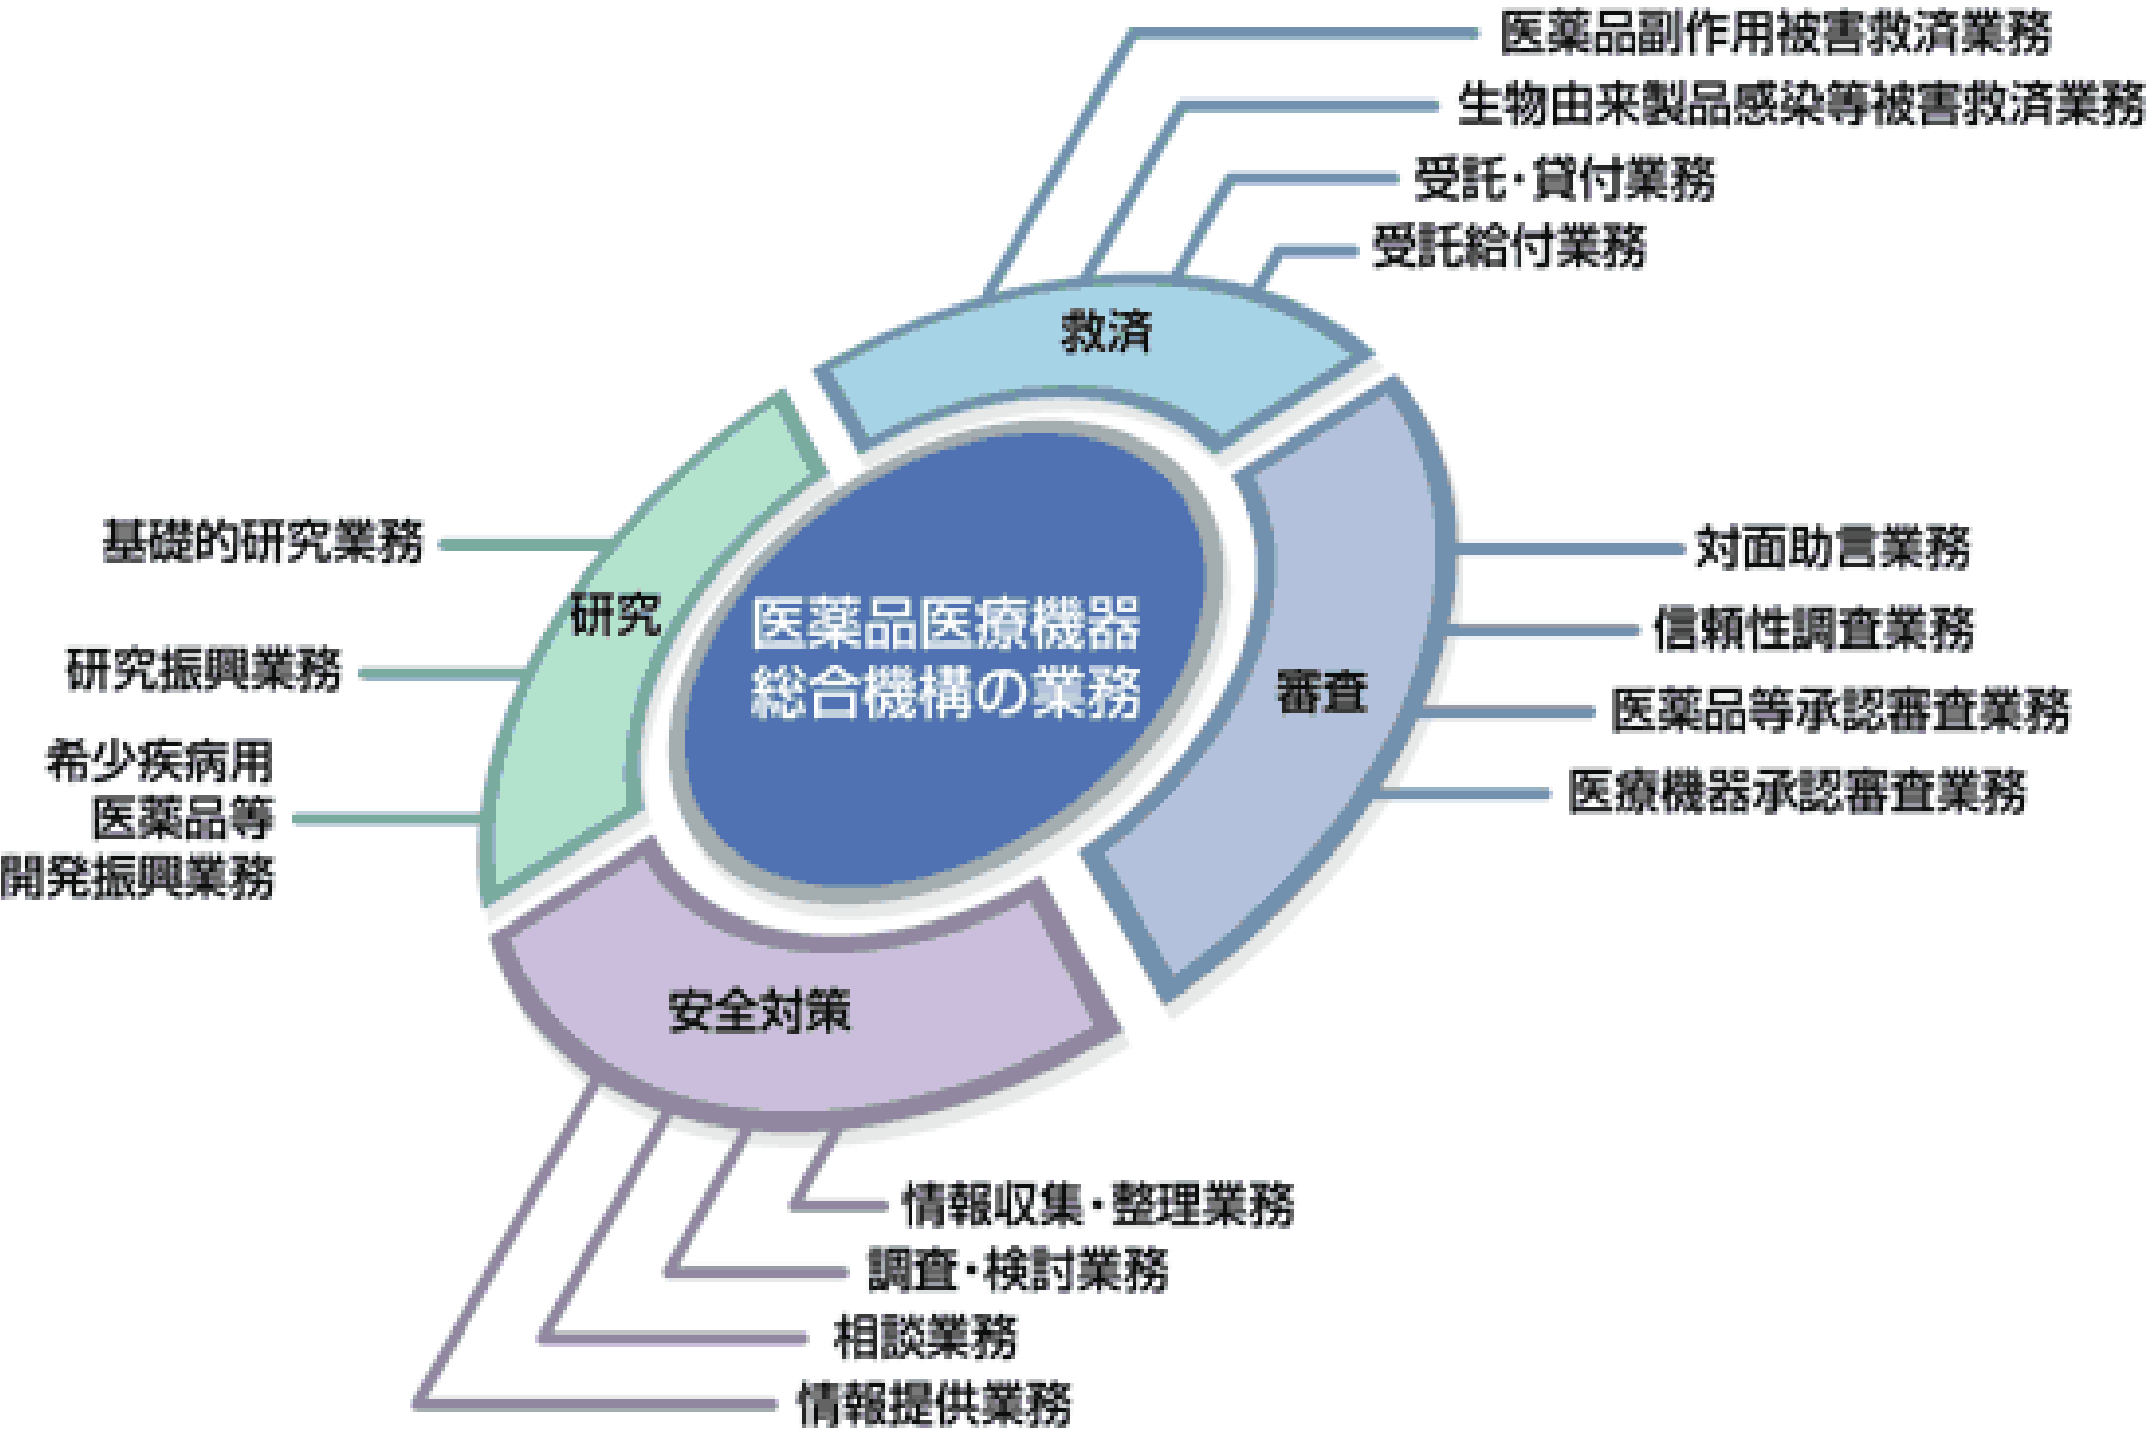 医薬品副作用被害救済業務
生物由来製品感染等被害救済業務
受託・貸付業務
受託給付業務
救済
基礎的研究業務
研究
研究振興業務
希少疾病用
医薬品等
開発振興業務
医薬品医療機器
総合機構の業務
対面助言業務
信頼性調査業務
審査
医薬品等承認審査業務
医療機器承認審査業務
安全対策
情報収集・整理業務
調査・検討業務
相談業務
情報提供業務